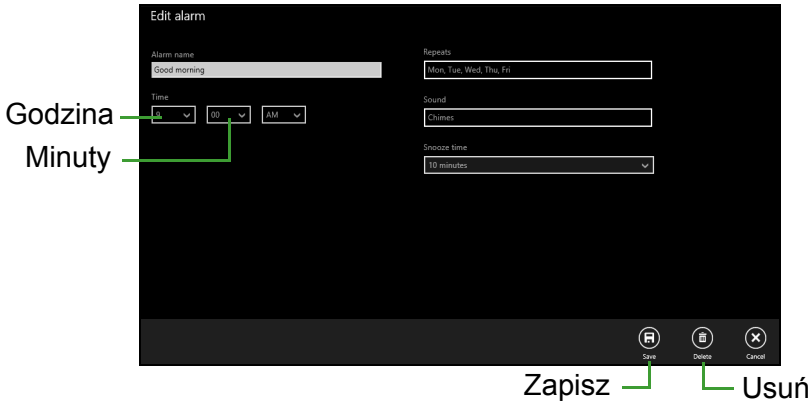 Edit alarm
Alarm name
Good morning
Time
9
00
AM
Repeats
Mon, Tue, Wed, Thu, Fri
Sound
Chimes
Snooze time
10 minutes
Godzina
Minuty
Save
Delete
Cancel
Zapisz
Usuń